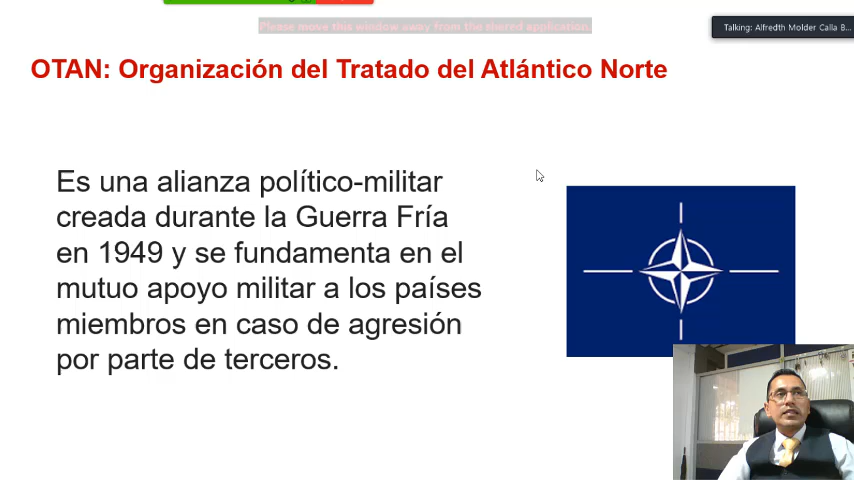 Please move this window away from the shared application.
Talking: Alfredth Molder Calla B...
OTAN: Organización del Tratado del Atlántico Norte
Es una alianza político-militar
creada durante la Guerra Fría
en 1949 y se fundamenta en el
mutuo apoyo militar a los países
miembros en caso de agresión
por parte de terceros.